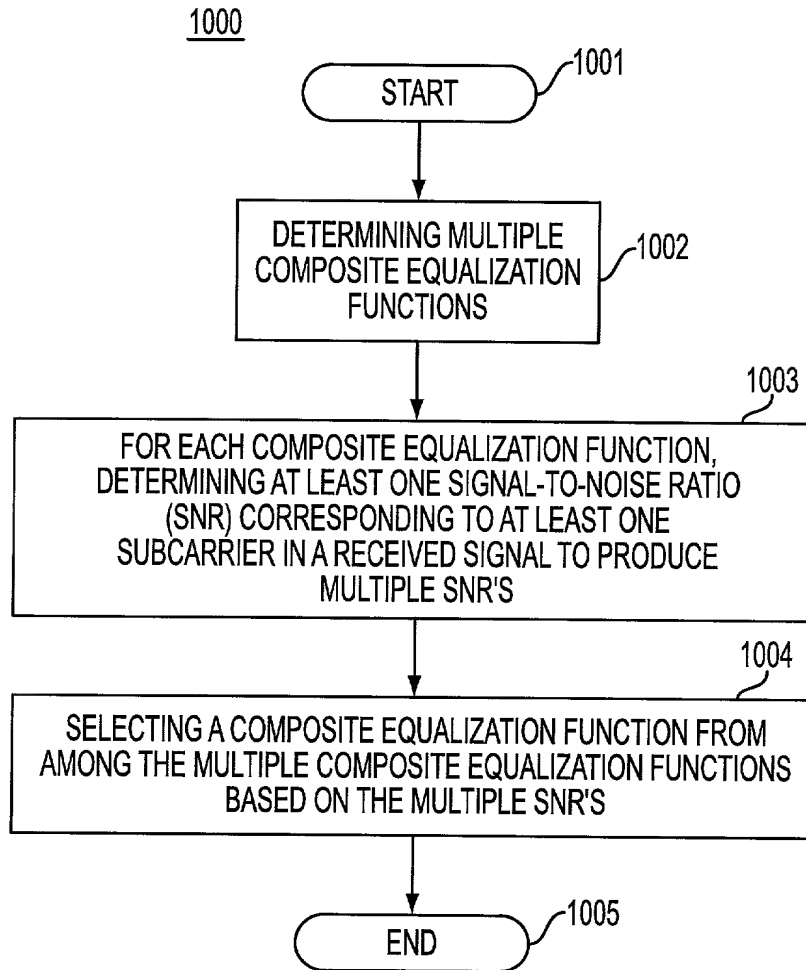 1000
START
1001
DETERMINING MULTIPLE
COMPOSITE EQUALIZATION
FUNCTIONS
1002
1003
FOR EACH COMPOSITE EQUALIZATION FUNCTION,
DETERMINING AT LEAST ONE SIGNAL-TO-NOISE RATIO
(SNR) CORRESPONDING TO AT LEAST ONE
SUBCARRIER IN A RECEIVED SIGNAL TO PRODUCE
MULTIPLE SNR'S
1004
SELECTING A COMPOSITE EQUALIZATION FUNCTION FROM
AMONG THE MULTIPLE COMPOSITE EQUALIZATION FUNCTIONS
BASED ON THE MULTIPLE SNR'S
END
1005